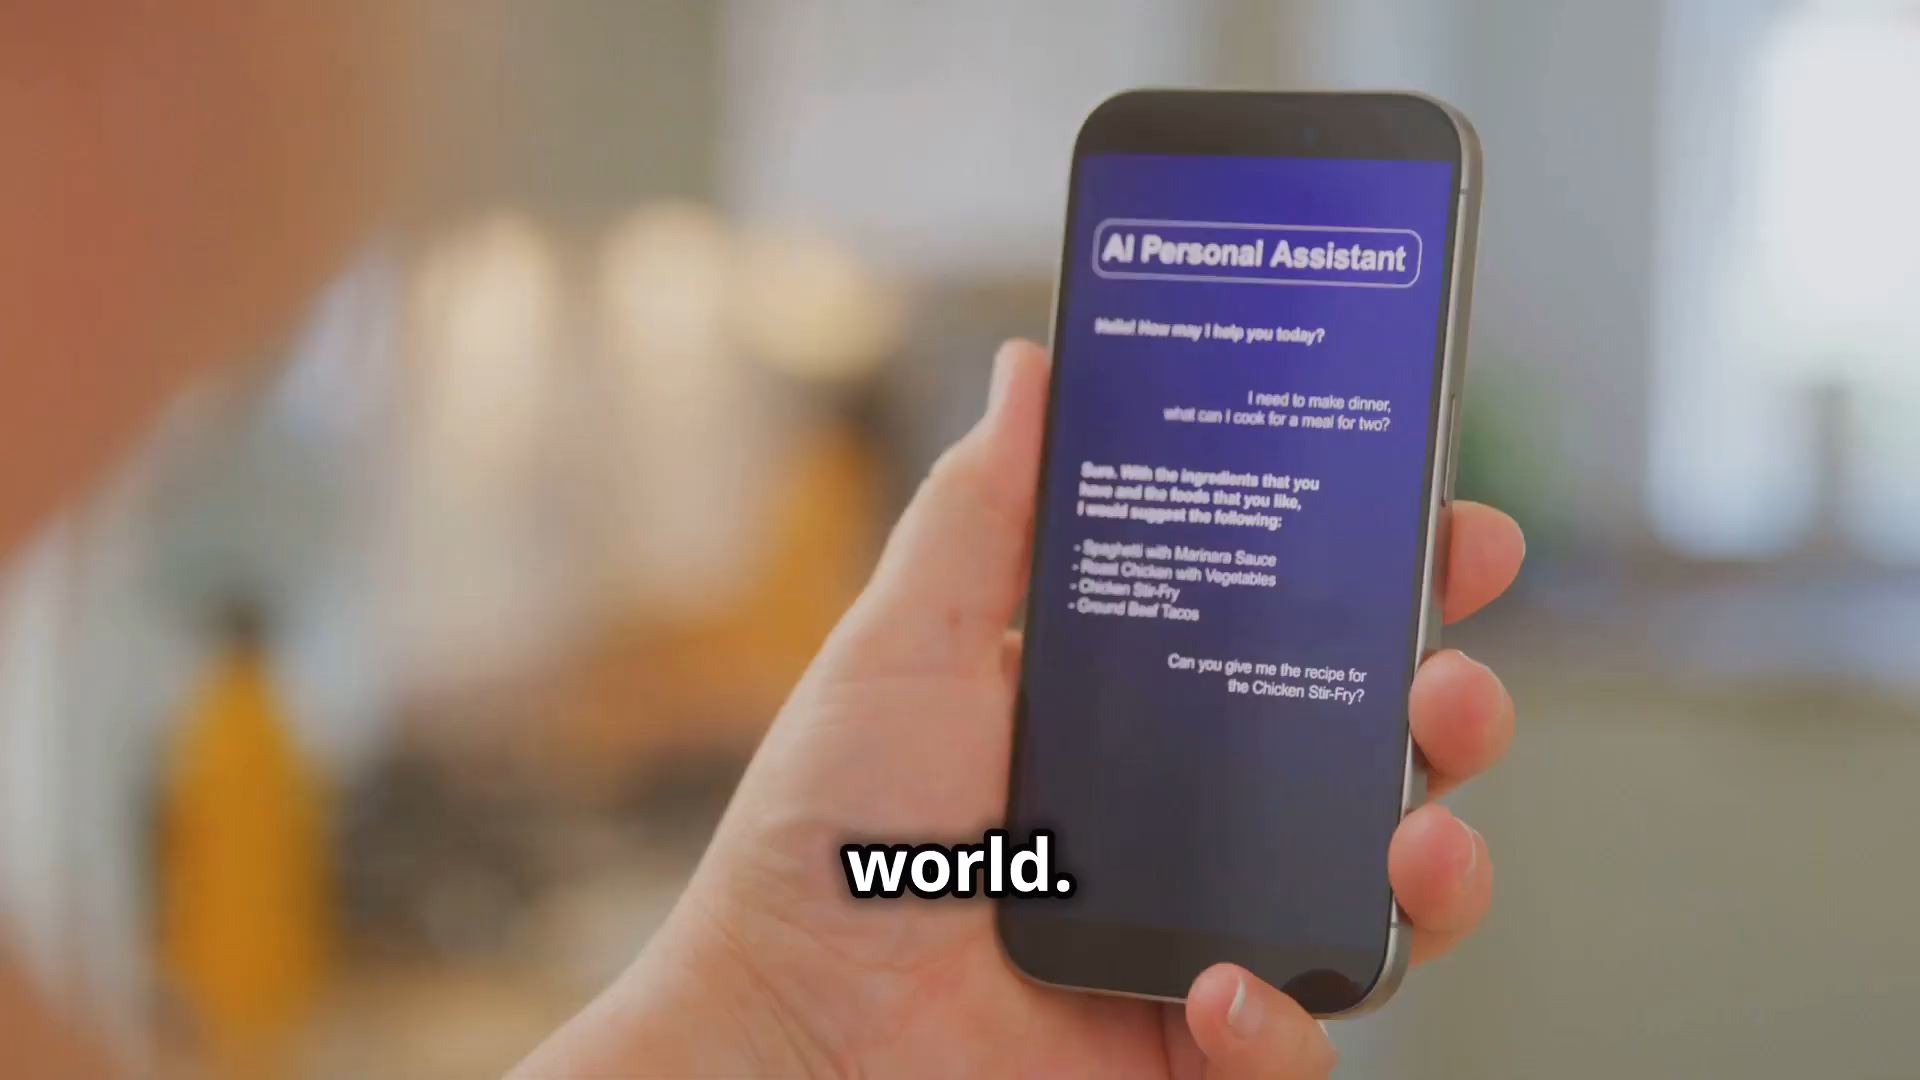 AI Personal Assistant
Hello! How may I help you today?
I need to make dinner,
what can I cook for a meal for two?
Sure. With the ingredients that you
have and the foods that you like,
I would suggest the following:
- Spaghetti with Marinara Sauce
- Roast Chicken with Vegetables
- Chicken Stir-Fry
- Ground Beef Tacos
Can you give me the recipe for
the Chicken Stir-Fry?
world.